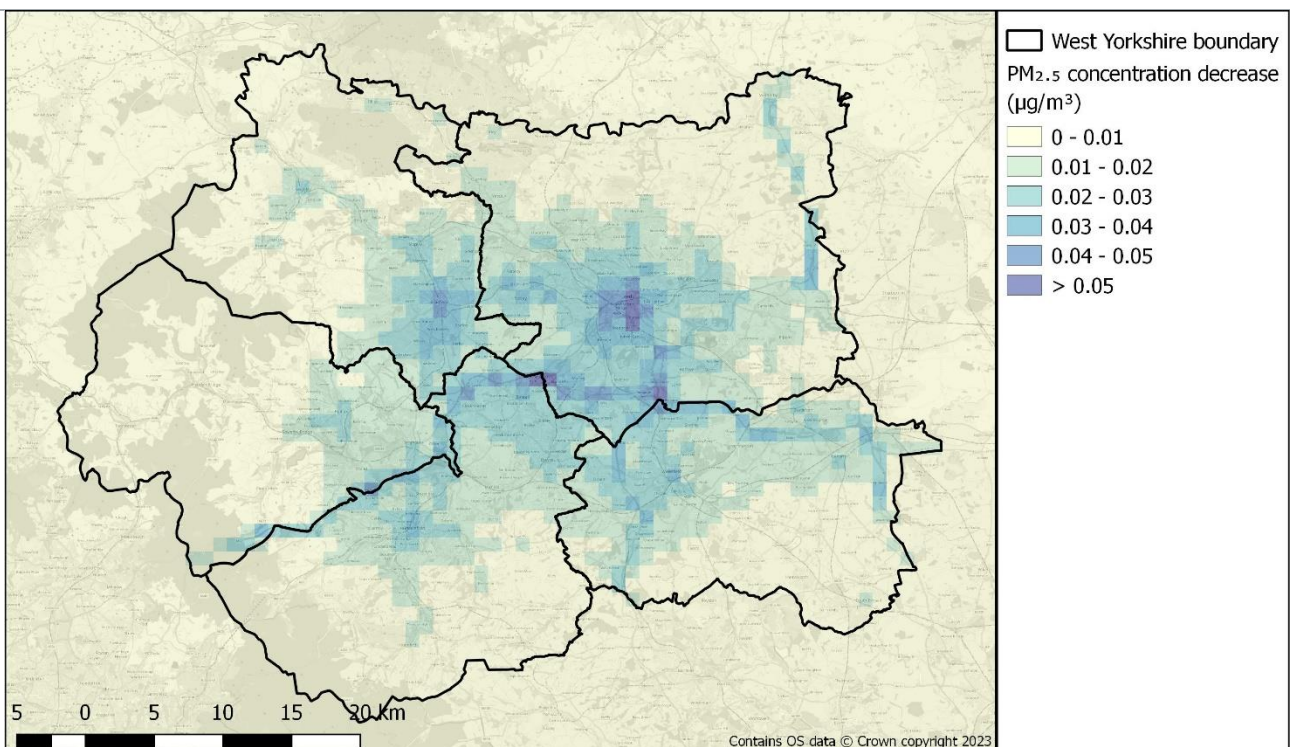 West Yorkshire boundary
PM₂.₅ concentration decrease
(µg/m³)
0 - 0.01
0.01 - 0.02
0.02 - 0.03
0.03 - 0.04
0.04 - 0.05
> 0.05
5 0 5 10 15 20 km
Contains OS data © Crown copyright 2023